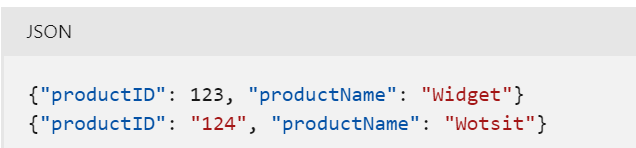 JSON
{"productID": 123, "productName": "Widget"}
{"productID": "124", "productName": "Wotsit"}